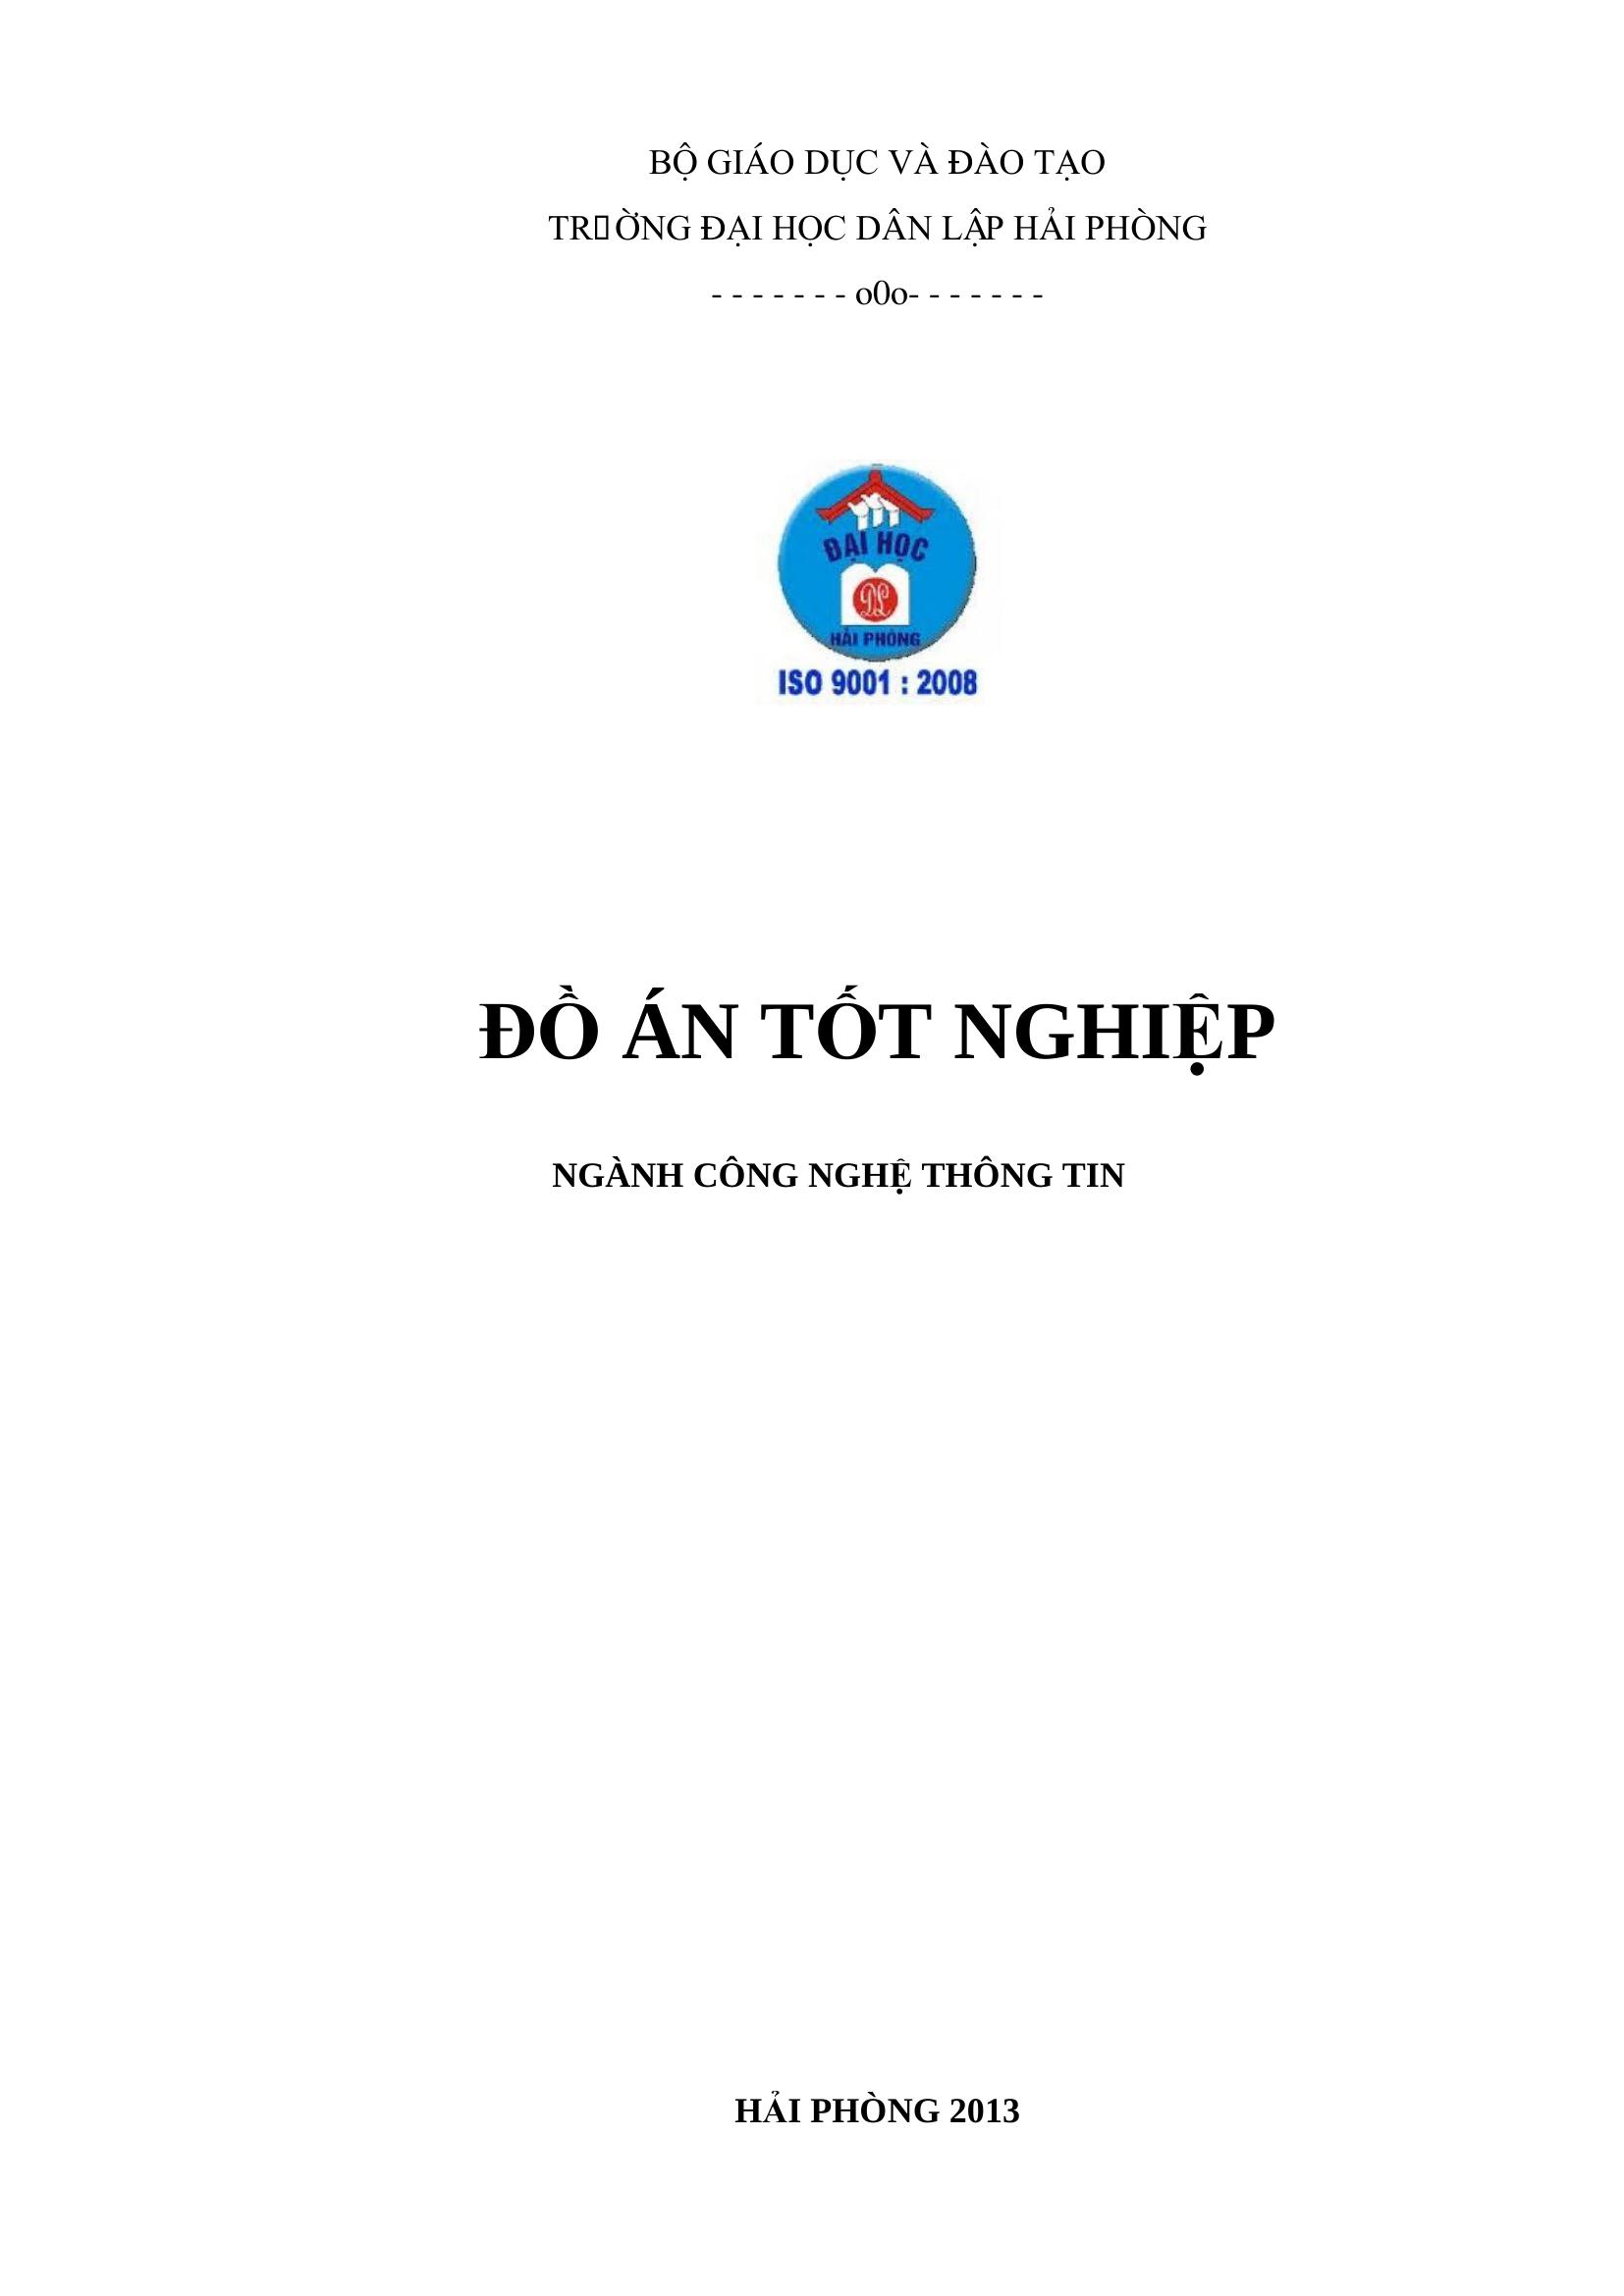 BỘ GIÁO DỤC VÀ ĐÀO TẠO
TR▯ỜNG ĐẠI HỌC DÂN LẬP HẢI PHÒNG
- - - - - - - o0o- - - - - - -
ĐẠI HỌC
DL
HẢI PHÒNG
ISO 9001 : 2008
ĐỒ ÁN TỐT NGHIỆP
NGÀNH CÔNG NGHỆ THÔNG TIN
HẢI PHÒNG 2013